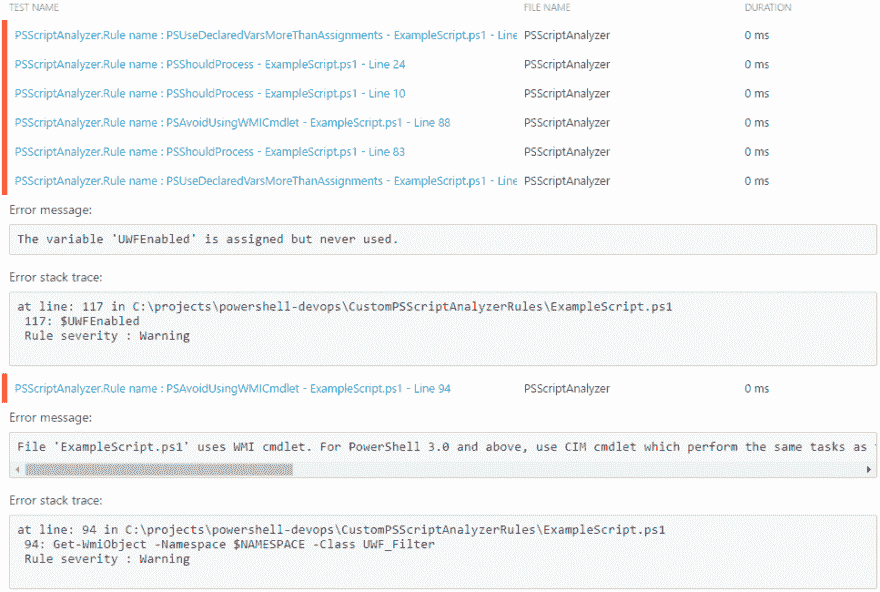 TEST NAME FILE NAME DURATION
PSScriptAnalyzer.Rule name : PSUseDeclaredVarsMoreThanAssignments - ExampleScript.ps1 - Line PSScriptAnalyzer 0 ms
PSScriptAnalyzer.Rule name : PSShouldProcess - ExampleScript.ps1 - Line 24 PSScriptAnalyzer 0 ms
PSScriptAnalyzer.Rule name : PSShouldProcess - ExampleScript.ps1 - Line 10 PSScriptAnalyzer 0 ms
PSScriptAnalyzer.Rule name : PSAvoidUsingWMICmdlet - ExampleScript.ps1 - Line 88 PSScriptAnalyzer 0 ms
PSScriptAnalyzer.Rule name : PSShouldProcess - ExampleScript.ps1 - Line 83 PSScriptAnalyzer 0 ms
PSScriptAnalyzer.Rule name : PSUseDeclaredVarsMoreThanAssignments - ExampleScript.ps1 - Line PSScriptAnalyzer 0 ms
Error message:
The variable 'UWFEnabled' is assigned but never used.
Error stack trace:
at line: 117 in C:\projects\powershell-devops\CustomPSScriptAnalyzerRules\ExampleScript.ps1
117: $UWFEnabled
Rule severity : Warning
PSScriptAnalyzer.Rule name : PSAvoidUsingWMICmdlet - ExampleScript.ps1 - Line 94 PSScriptAnalyzer 0 ms
Error message:
File 'ExampleScript.ps1' uses WMI cmdlet. For PowerShell 3.0 and above, use CIM cmdlet which perform the same tasks as
Error stack trace:
at line: 94 in C:\projects\powershell-devops\CustomPSScriptAnalyzerRules\ExampleScript.ps1
94: Get-WmiObject -Namespace $NAMESPACE -Class UWF_Filter
Rule severity : Warning